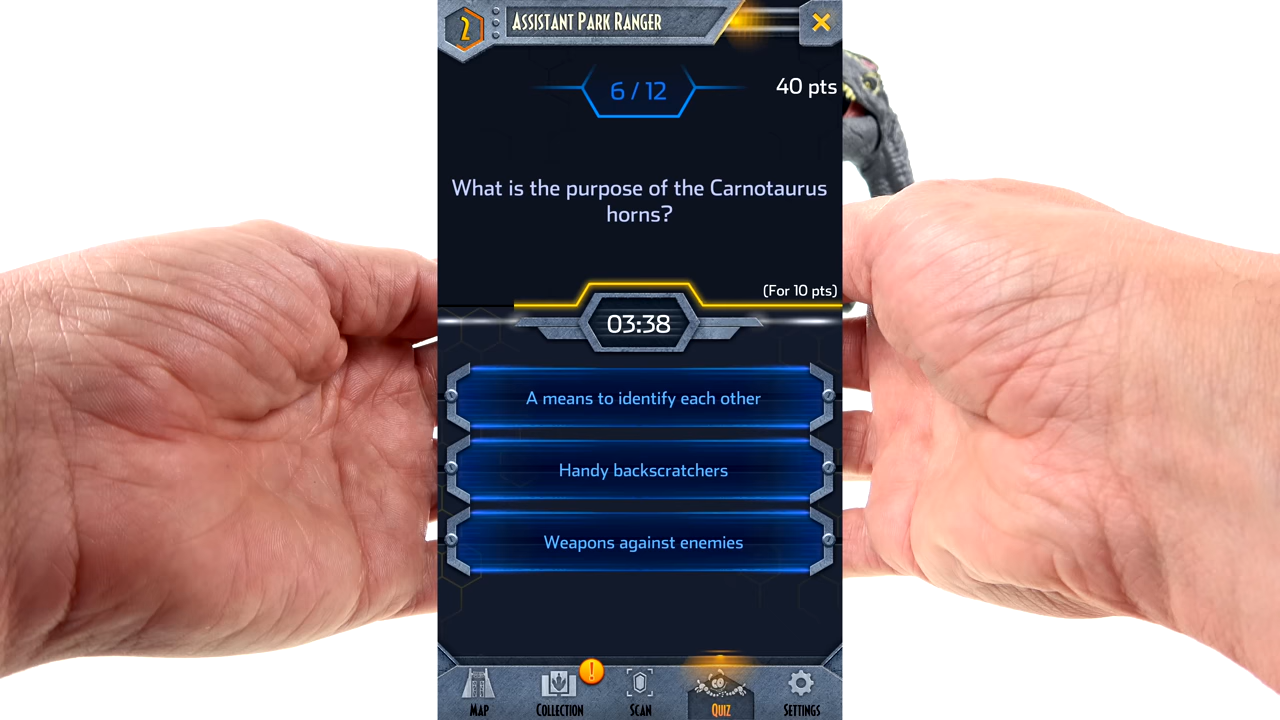 2
ASSISTANT PARK RANGER
6 / 12
40 pts
What is the purpose of the Carnotaurus
horns?
(For 10 pts)
03:38
A means to identify each other
Handy backscratchers
Weapons against enemies
!
MAP
COLLECTION
SCAN
QUIZ
SETTINGS